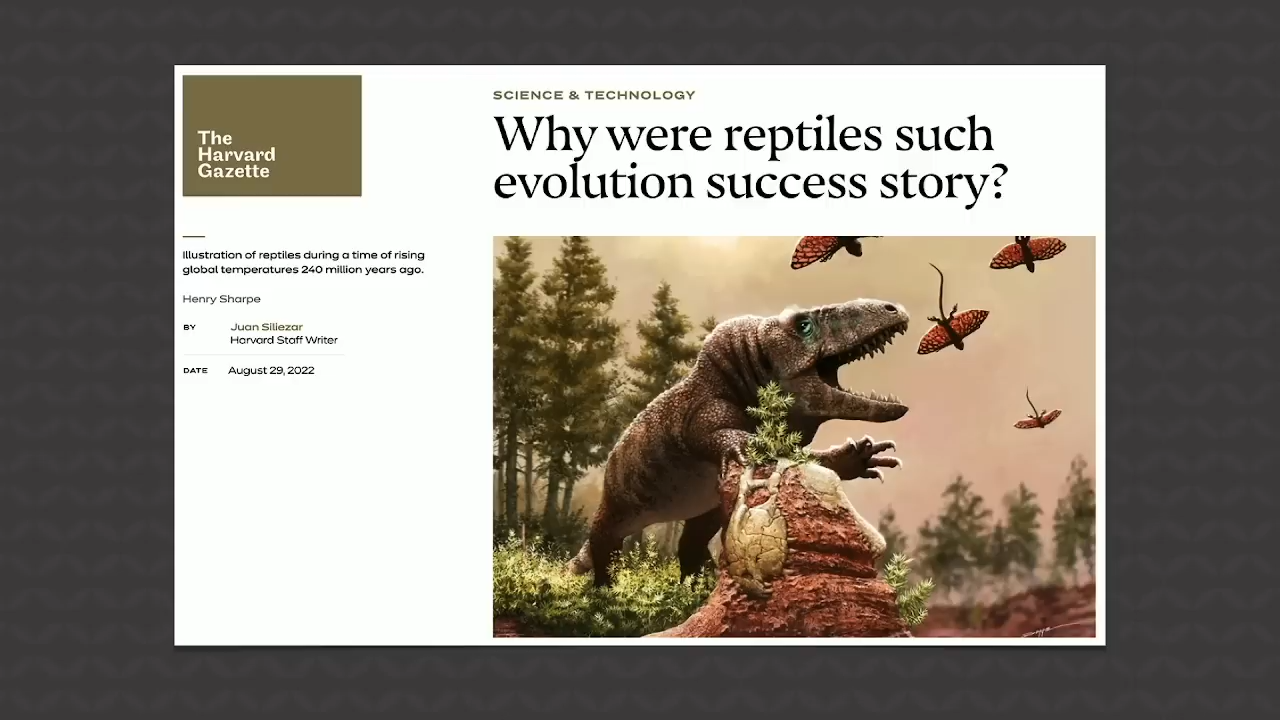 The
Harvard
Gazette
Illustration of reptiles during a time of rising
global temperatures 240 million years ago.
Henry Sharpe
BY Juan Siliezar
Harvard Staff Writer
DATE August 29, 2022
SCIENCE & TECHNOLOGY
Why were reptiles such
evolution success story?